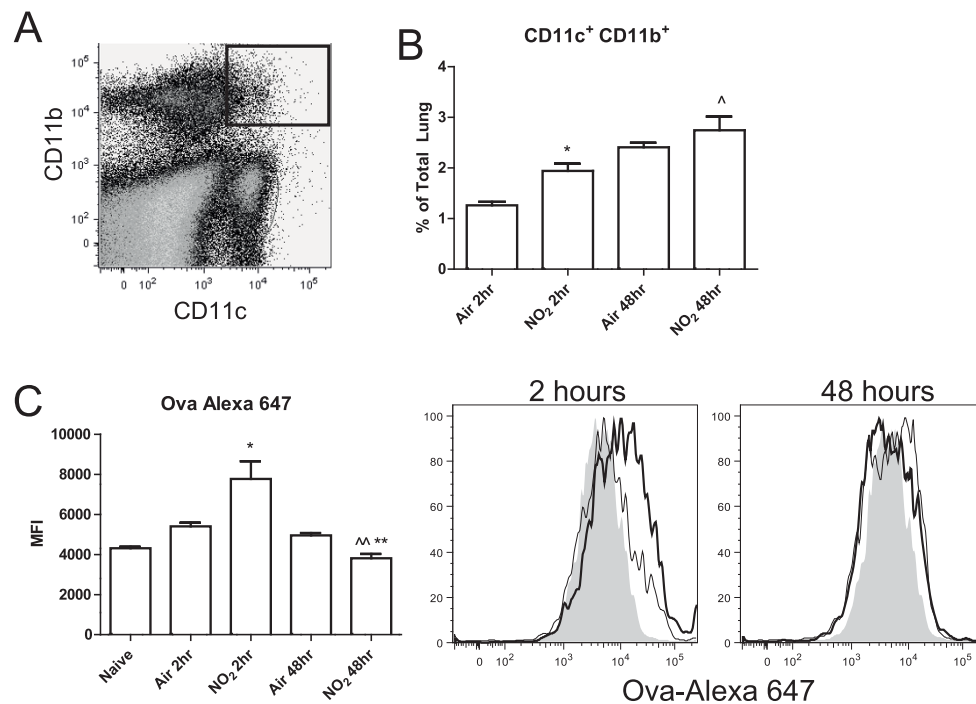 A
CD11b
10⁵
10⁴
10³
10²
0
0 10² 10³ 10⁴ 10⁵
CD11c
B
CD11c⁺ CD11b⁺
% of Total Lung
4
3
2
1
0
*
^
Air 2hr
NO₂ 2hr
Air 48hr
NO₂ 48hr
C
Ova Alexa 647
MFI
10000
8000
6000
4000
2000
0
*
^^ **
Naive
Air 2hr
NO₂ 2hr
Air 48hr
NO₂ 48hr
2 hours
100
80
60
40
20
0
0 10² 10³ 10⁴ 10⁵
48 hours
100
80
60
40
20
0
0 10² 10³ 10⁴ 10⁵
Ova-Alexa 647